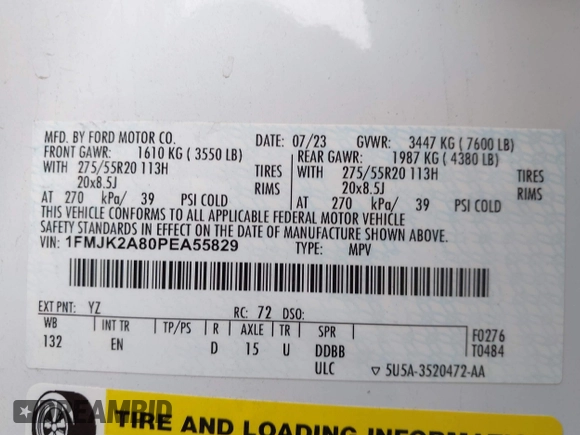 MFD. BY FORD MOTOR CO. DATE: 07/23 GVWR: 3447 KG (7600 LB)
FRONT GAWR: 1610 KG (3550 LB) REAR GAWR: 1987 KG (4380 LB)
WITH 275/55R20 113H TIRES WITH 275/55R20 113H TIRES
20x8.5J RIMS 20x8.5J RIMS
AT 270 kPa/ 39 PSI COLD AT 270 kPa/ 39 PSI COLD
THIS VEHICLE CONFORMS TO ALL APPLICABLE FEDERAL MOTOR VEHICLE
SAFETY STANDARDS IN EFFECT ON THE DATE OF MANUFACTURE SHOWN ABOVE.
VIN: 1FMJK2A80PEA55829 TYPE: MPV
EXT PNT: YZ RC: 72 DSO:
WB INT TR TP/PS R AXLE TR SPR F0276
132 EN D 15 U DDBB T0484
ULC ▽ 5U5A-3520472-AA
DREAMBID
TIRE AND LOADING INFORMAT